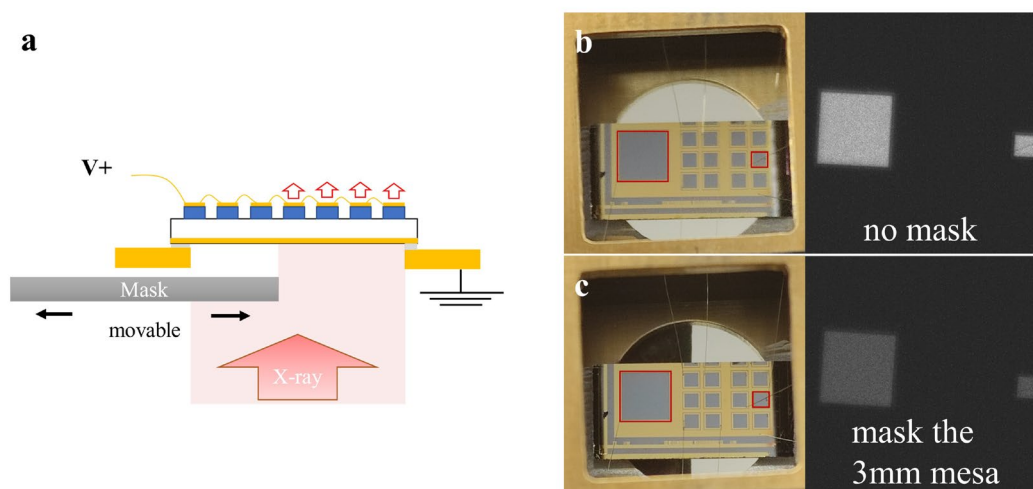 a
V+
Mask
movable
X-ray
b
no mask
c
mask the
3mm mesa